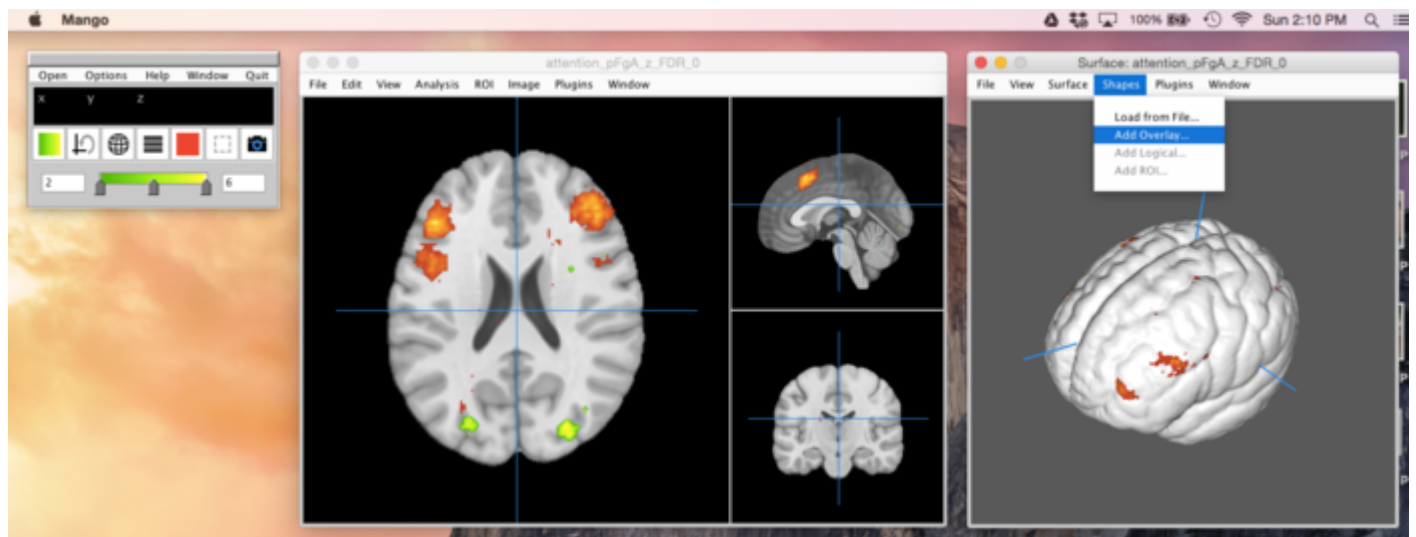 Mango 100% Sun 2:10 PM
Open Options Help Window Quit
x y z
2 6
attention_pFgA_z_FDR_0
File Edit View Analysis ROI Image Plugins Window
Surface: attention_pFgA_z_FDR_0
File View Surface Shapes Plugins Window
Load from File...
Add Overlay...
Add Logical...
Add ROI...